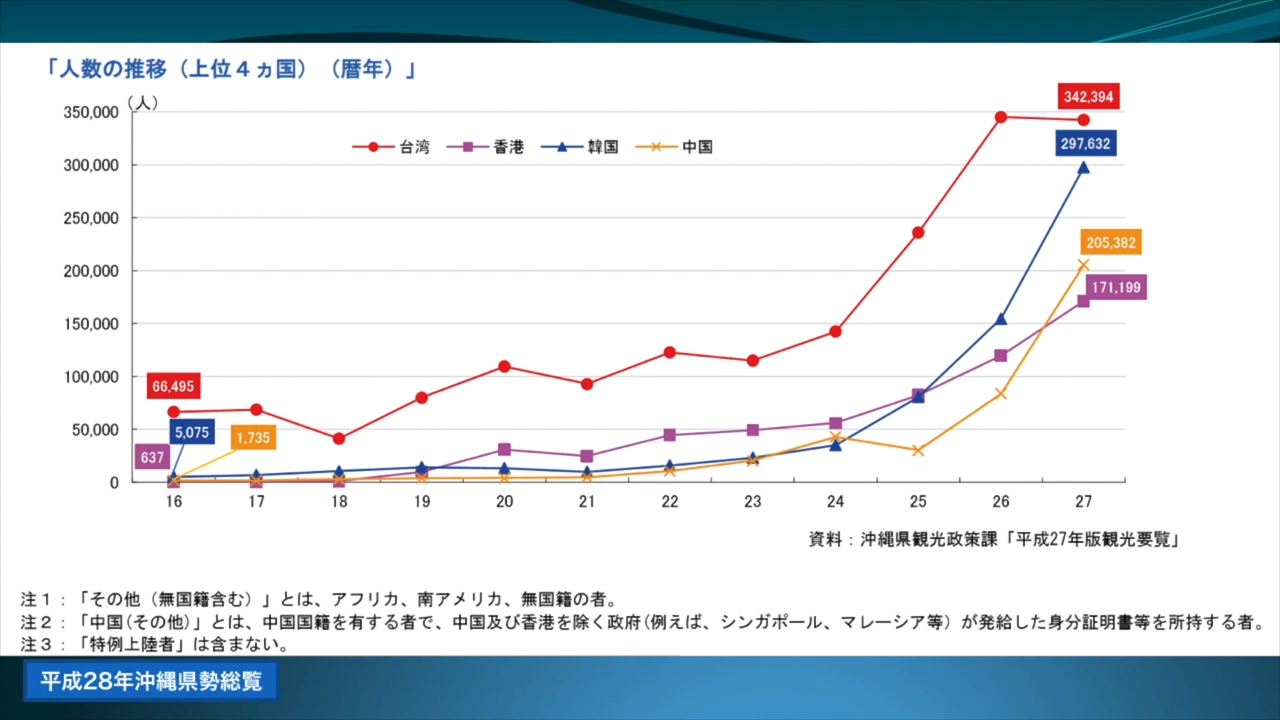 「人数の推移（上位４ヵ国）（暦年）」
（人）
350,000
300,000
250,000
200,000
150,000
100,000
50,000
0
台湾 香港 韓国 中国
342,394
297,632
205,382
171,199
66,495
5,075
1,735
637
16 17 18 19 20 21 22 23 24 25 26 27
資料：沖縄県観光政策課「平成27年版観光要覧」
注１：「その他（無国籍含む）」とは、アフリカ、南アメリカ、無国籍の者。
注２：「中国(その他)」とは、中国国籍を有する者で、中国及び香港を除く政府(例えば、シンガポール、マレーシア等）が発給した身分証明書等を所持する者。
注３：「特例上陸者」は含まない。
平成28年沖縄県勢総覧